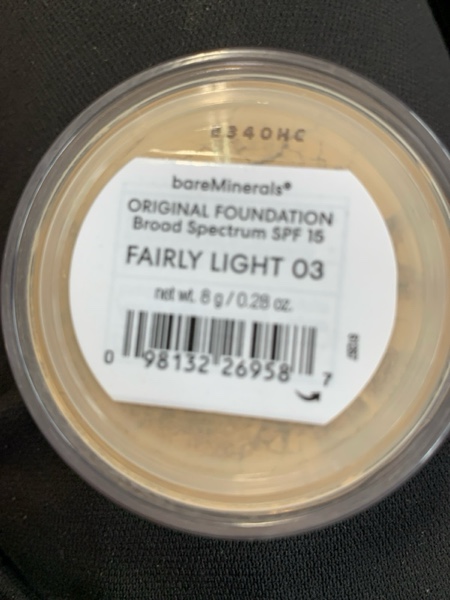 E340HC
bareMinerals®
ORIGINAL FOUNDATION
Broad Spectrum SPF 15
FAIRLY LIGHT 03
net wt. 8 g / 0.28 oz.
0 98132 26958 7